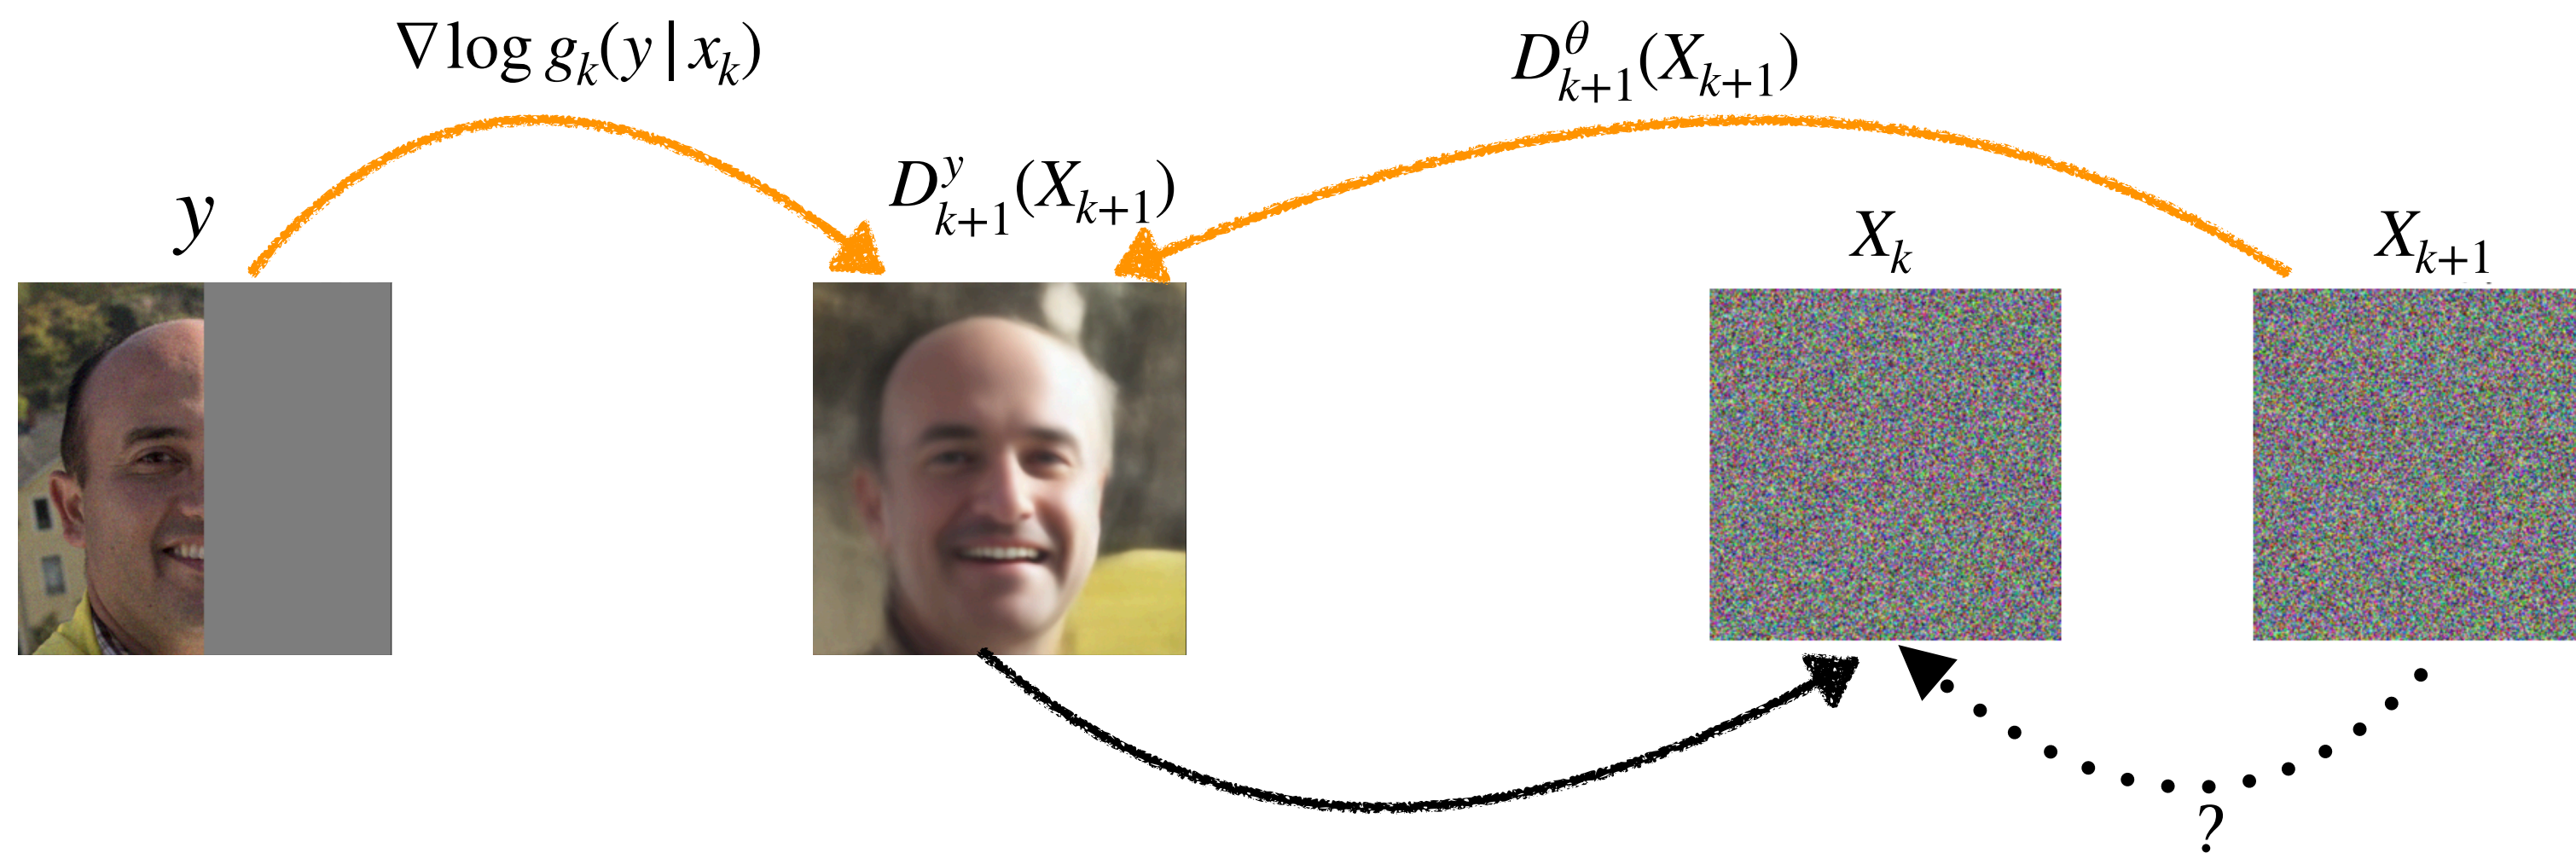 ∇log g_k(y|x_k)
D^θ_{k+1}(X_{k+1})
D^y_{k+1}(X_{k+1})
y
X_k
X_{k+1}
?